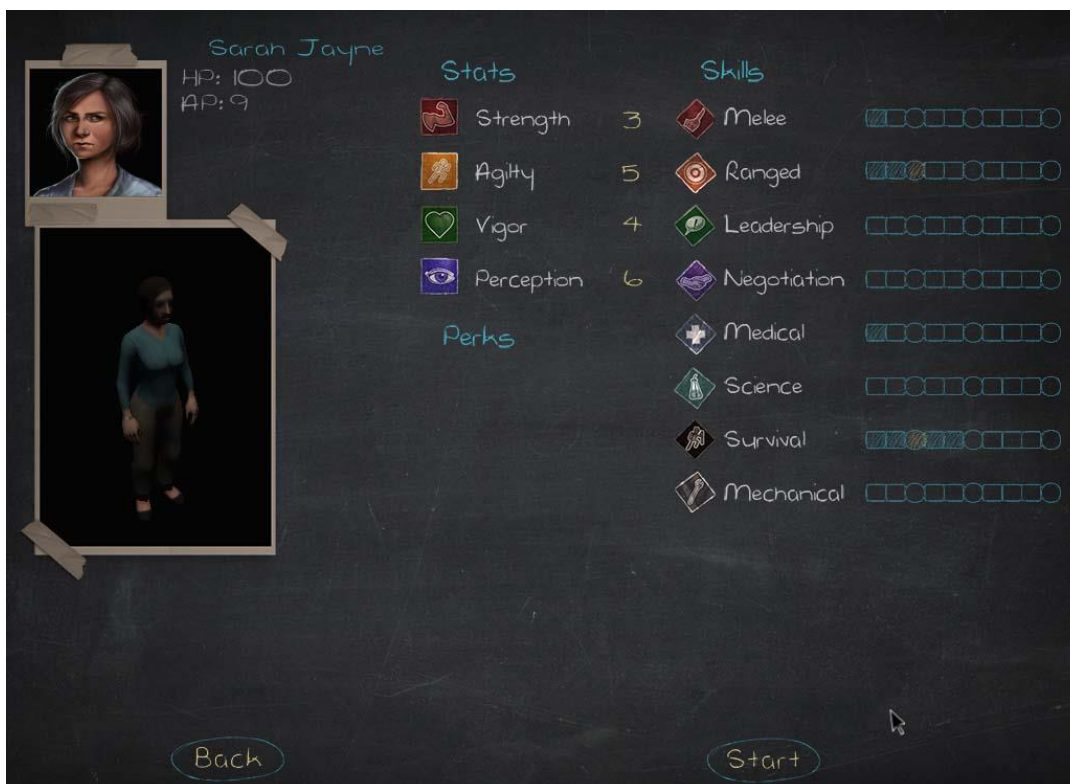 Sarah Jayne
HP: 100
AP: 9
Stats
Strength 3
Agilty 5
Vigor 4
Perception 6
Perks
Skills
Melee
Ranged
Leadership
Negotiation
Medical
Science
Survival
Mechanical
Back
Start